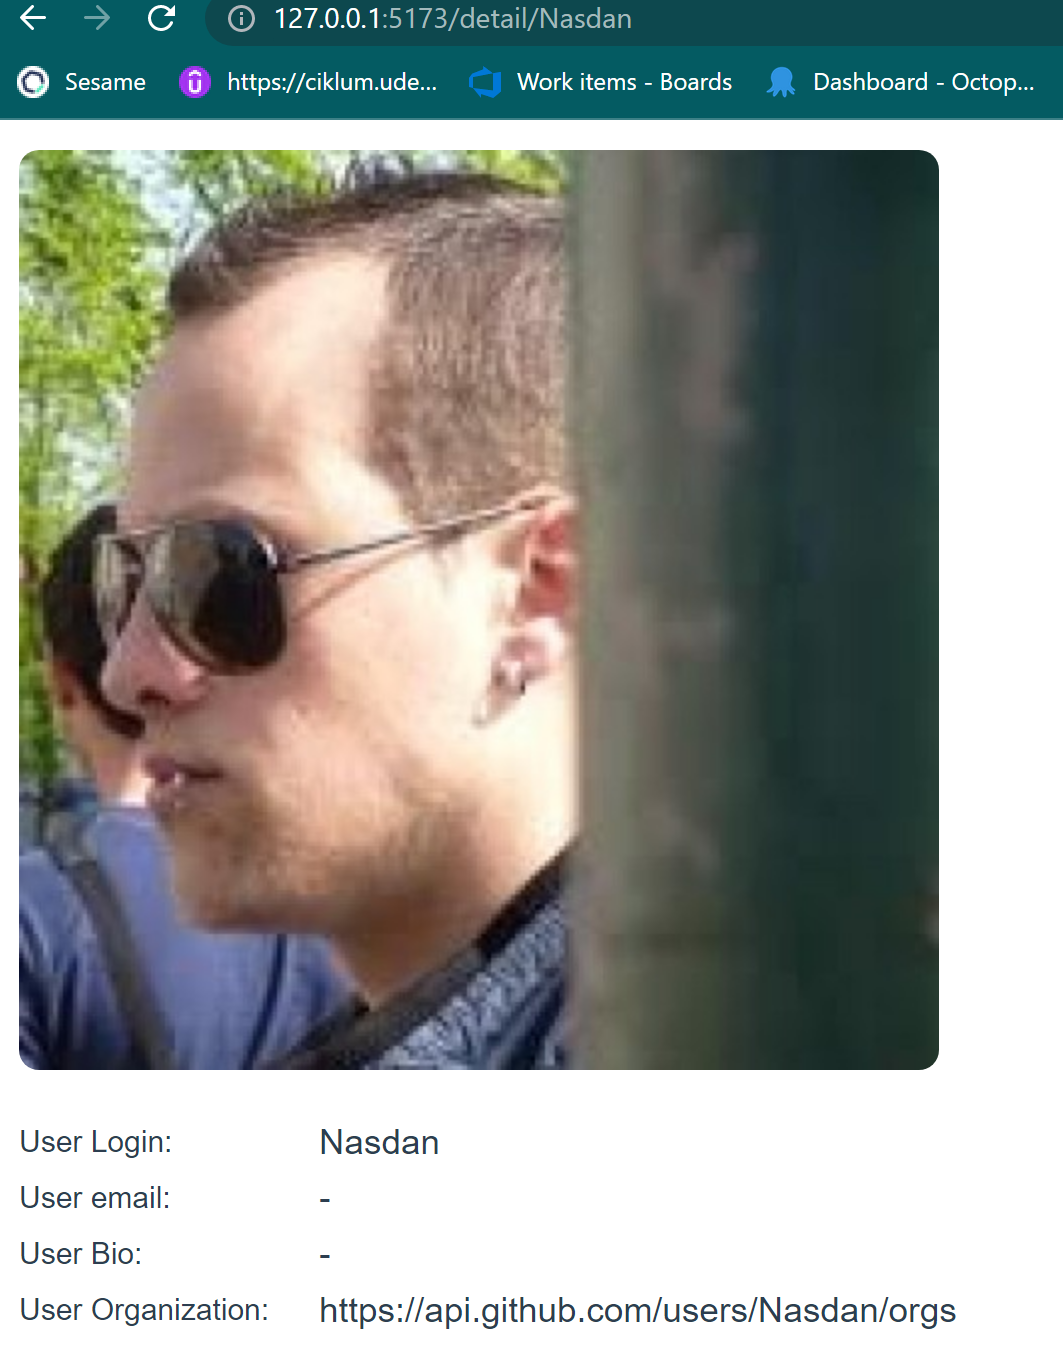 127.0.0.1:5173/detail/Nasdan
Sesame https://ciklum.ude... Work items - Boards Dashboard - Octop...
User Login: Nasdan
User email: -
User Bio: -
User Organization: https://api.github.com/users/Nasdan/orgs